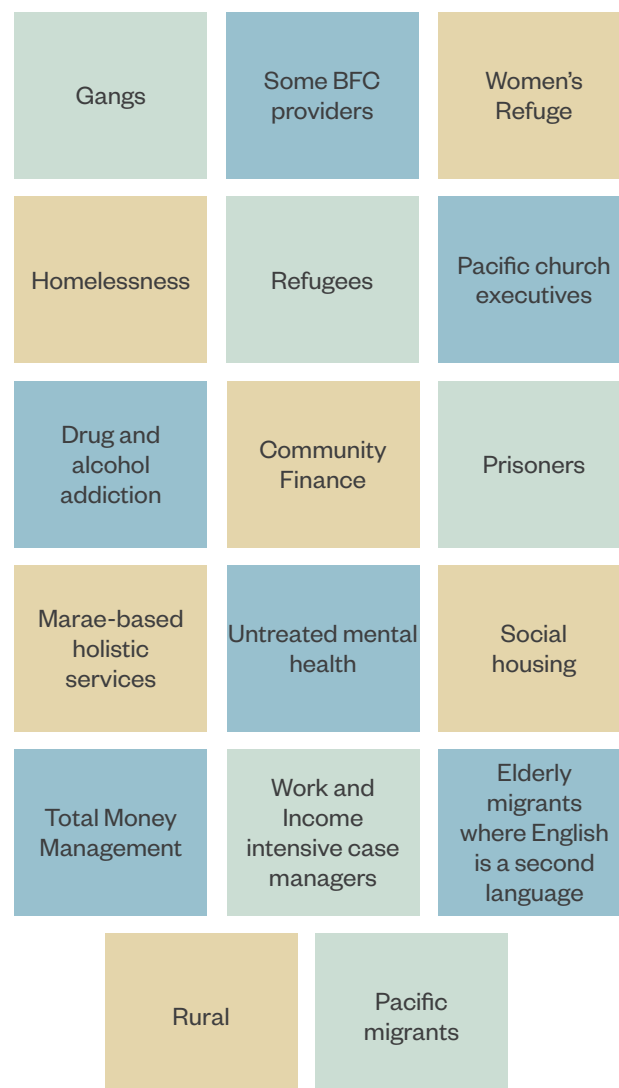 Gangs
Some BFC
providers
Women's
Refuge
Homelessness
Refugees
Pacific church
executives
Drug and
alcohol
addiction
Community
Finance
Prisoners
Marae-based
holistic
services
Untreated mental
health
Social
housing
Total Money
Management
Work and
Income
intensive case
managers
Elderly
migrants
where English
is a second
language
Rural
Pacific
migrants